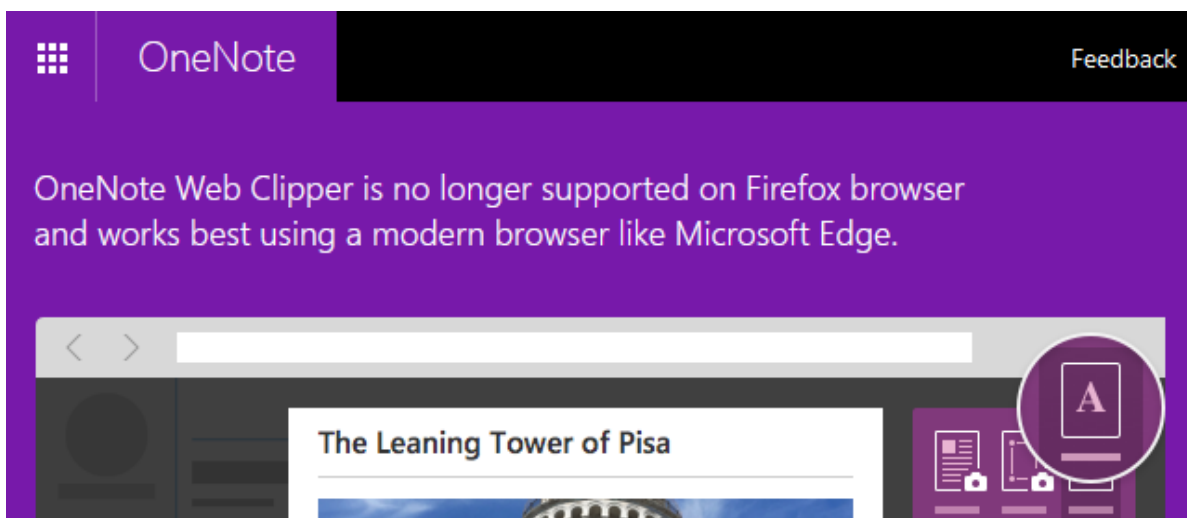 OneNote
Feedback
OneNote Web Clipper is no longer supported on Firefox browser
and works best using a modern browser like Microsoft Edge.
A
The Leaning Tower of Pisa